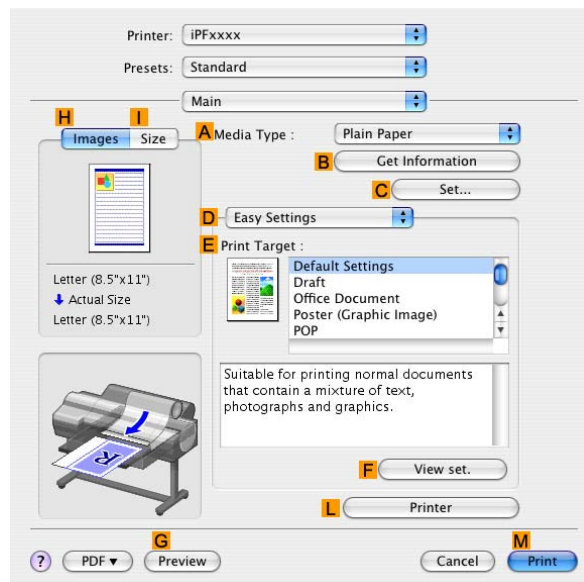 Printer: iPFxxxx
Presets: Standard
Main
H I
Images Size
A Media Type : Plain Paper
B Get Information
C Set...
D Easy Settings
E Print Target :
Default Settings
Draft
Office Document
Poster (Graphic Image)
POP
Letter (8.5"x11")
Actual Size
Letter (8.5"x11")
Suitable for printing normal documents
that contain a mixture of text,
photographs and graphics.
R
F View set.
L Printer
G M
? PDF▼ Preview Cancel Print